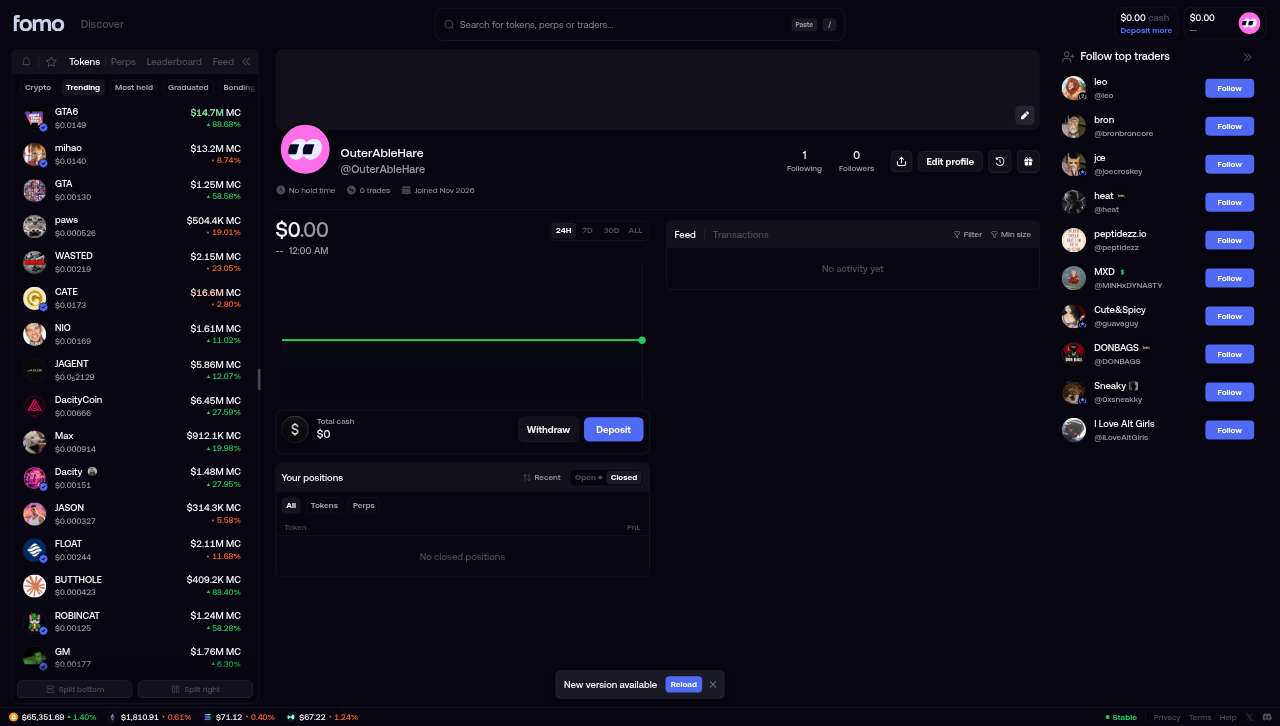 fomo
Discover
Search for tokens, perps or traders...
Paste
/
$0.00 cash
Deposit more
$0.00
—
Tokens
Perps
Leaderboard
Feed
Crypto
Trending
Most held
Graduated
Bonding
GTA6
$14.7M MC
$0.0149
88.68%
mihao
$13.2M MC
$0.0140
8.74%
GTA
$1.25M MC
$0.00130
58.58%
paws
$504.4K MC
$0.000526
19.01%
WASTED
$2.15M MC
$0.00219
23.05%
CATE
$16.6M MC
$0.0173
2.80%
NIO
$1.61M MC
$0.00169
11.02%
JAGENT
$5.86M MC
$0.0₅2129
12.07%
DacityCoin
$6.45M MC
$0.00666
27.59%
Max
$912.1K MC
$0.000914
19.98%
Dacity
$1.48M MC
$0.00151
27.95%
JASON
$314.3K MC
$0.000327
5.58%
FLOAT
$2.11M MC
$0.00244
11.68%
BUTTHOLE
$409.2K MC
$0.000423
88.40%
ROBINCAT
$1.24M MC
$0.00125
58.28%
GM
$1.76M MC
$0.00177
6.30%
Split bottom
Split right
OuterAbleHare
@OuterAbleHare
1
Following
0
Followers
Edit profile
No hold time
0 trades
Joined Nov 2026
$0.00
-- 12:00 AM
24H
7D
30D
ALL
Total cash
$0
Withdraw
Deposit
Your positions
Recent
Open
Closed
All
Tokens
Perps
Token
PnL
No closed positions
Feed
Transactions
Filter
Min size
No activity yet
Follow top traders
leo
@leo
Follow
bron
@bronbroncore
Follow
jœ
@joecroskey
Follow
heat
@heat
Follow
peptidezz.io
@peptidezz
Follow
MXD
@MINHxDYNASTY
Follow
Cute&Spicy
@guavaguy
Follow
DONBAGS
@DONBAGS
Follow
Sneaky
@0xsneakky
Follow
I Love Alt Girls
@ILoveAltGirls
Follow
New version available
Reload
$65,351.69 1.40%
$1,810.91 0.61%
$71.12 0.40%
$67.22 1.24%
Stable
Privacy
Terms
Help